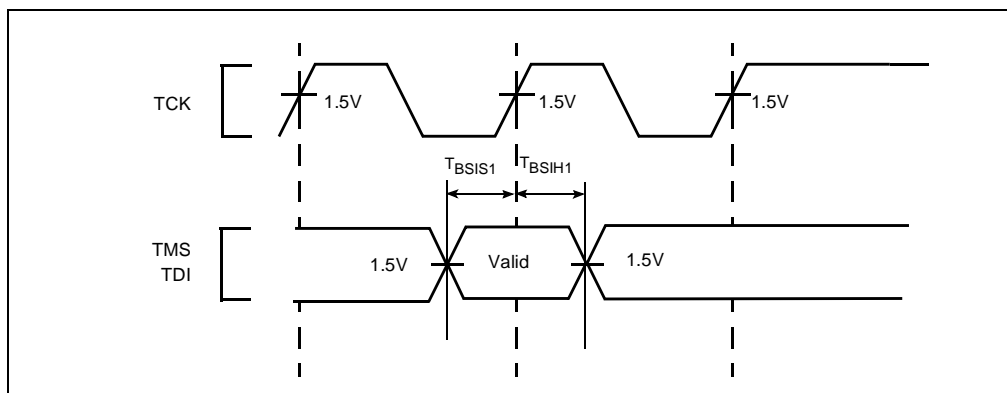 TCK
1.5V
1.5V
1.5V
TBSIS1
TBSIH1
TMS
TDI
1.5V
Valid
1.5V